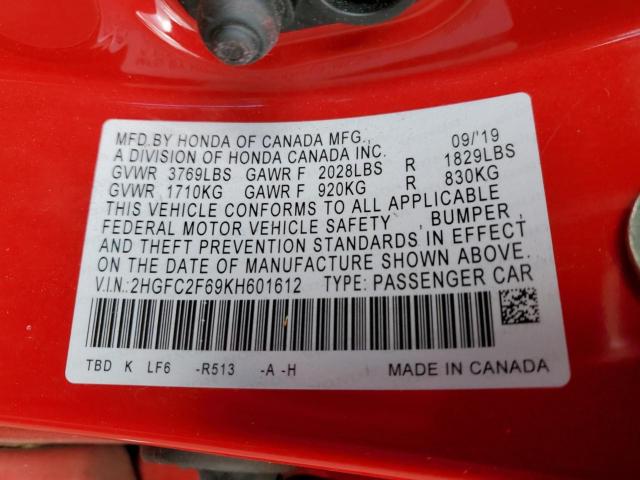 MFD.BY HONDA OF CANADA MFG., 09/'19
A DIVISION OF HONDA CANADA INC.
GVWR 3769LBS GAWR F 2028LBS R 1829LBS
GVWR 1710KG GAWR F 920KG R 830KG
THIS VEHICLE CONFORMS TO ALL APPLICABLE
FEDERAL MOTOR VEHICLE SAFETY , BUMPER ,
AND THEFT PREVENTION STANDARDS IN EFFECT
ON THE DATE OF MANUFACTURE SHOWN ABOVE.
V.I.N.: 2HGFC2F69KH601612 TYPE: PASSENGER CAR
TBD K LF6 -R513 -A -H MADE IN CANADA